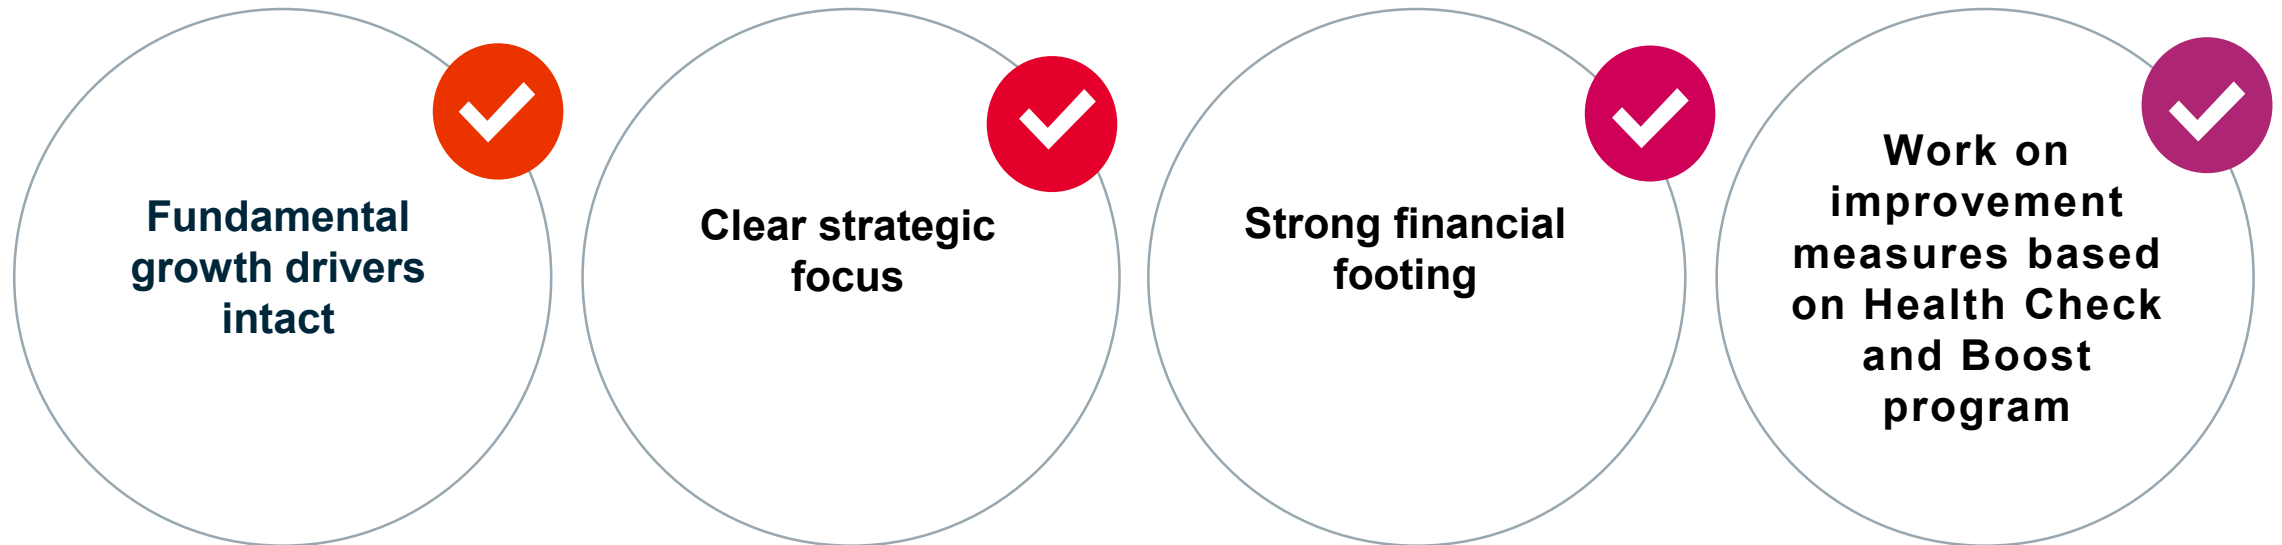 Fundamental
growth drivers
intact
Clear strategic
focus
Strong financial
footing
Work on
improvement
measures based
on Health Check
and Boost
program